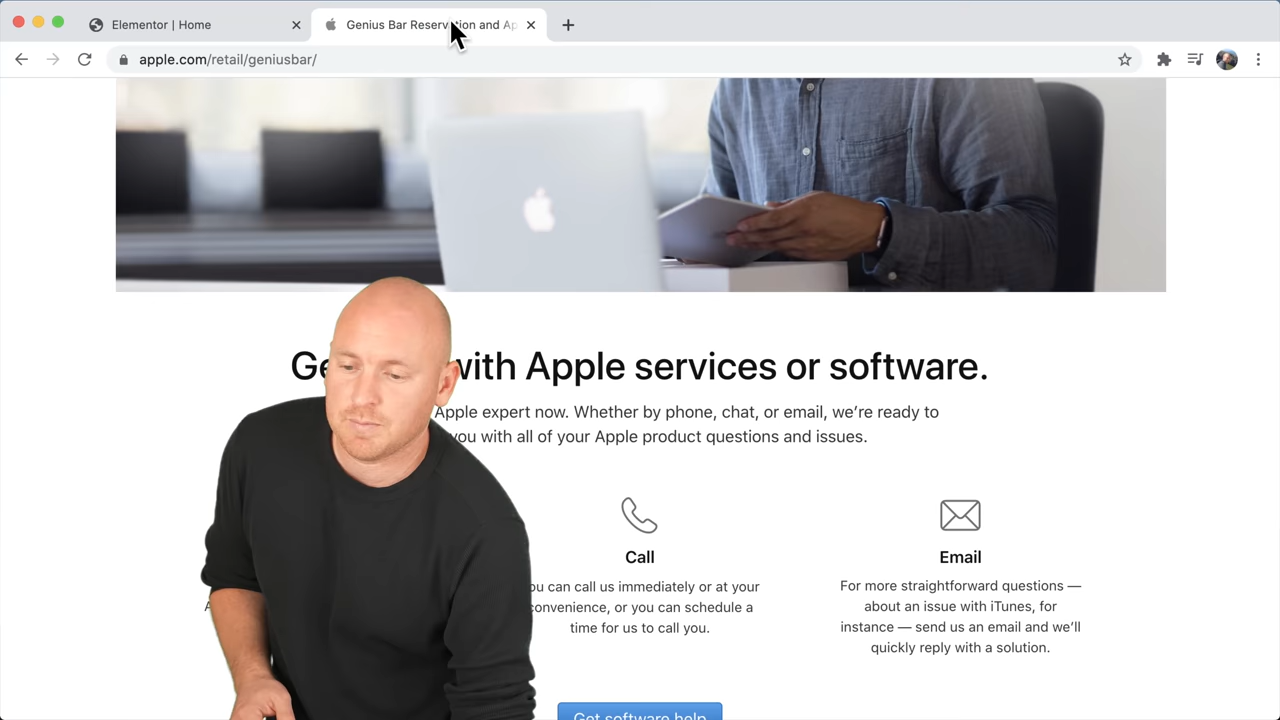 Elementor | Home
Genius Bar Reservation and Ap
apple.com/retail/geniusbar/
with Apple services or software.
Apple expert now. Whether by phone, chat, or email, we're ready to
you with all of your Apple product questions and issues.
Call
you can call us immediately or at your
convenience, or you can schedule a
time for us to call you.
Email
For more straightforward questions —
about an issue with iTunes, for
instance — send us an email and we'll
quickly reply with a solution.
Get software help